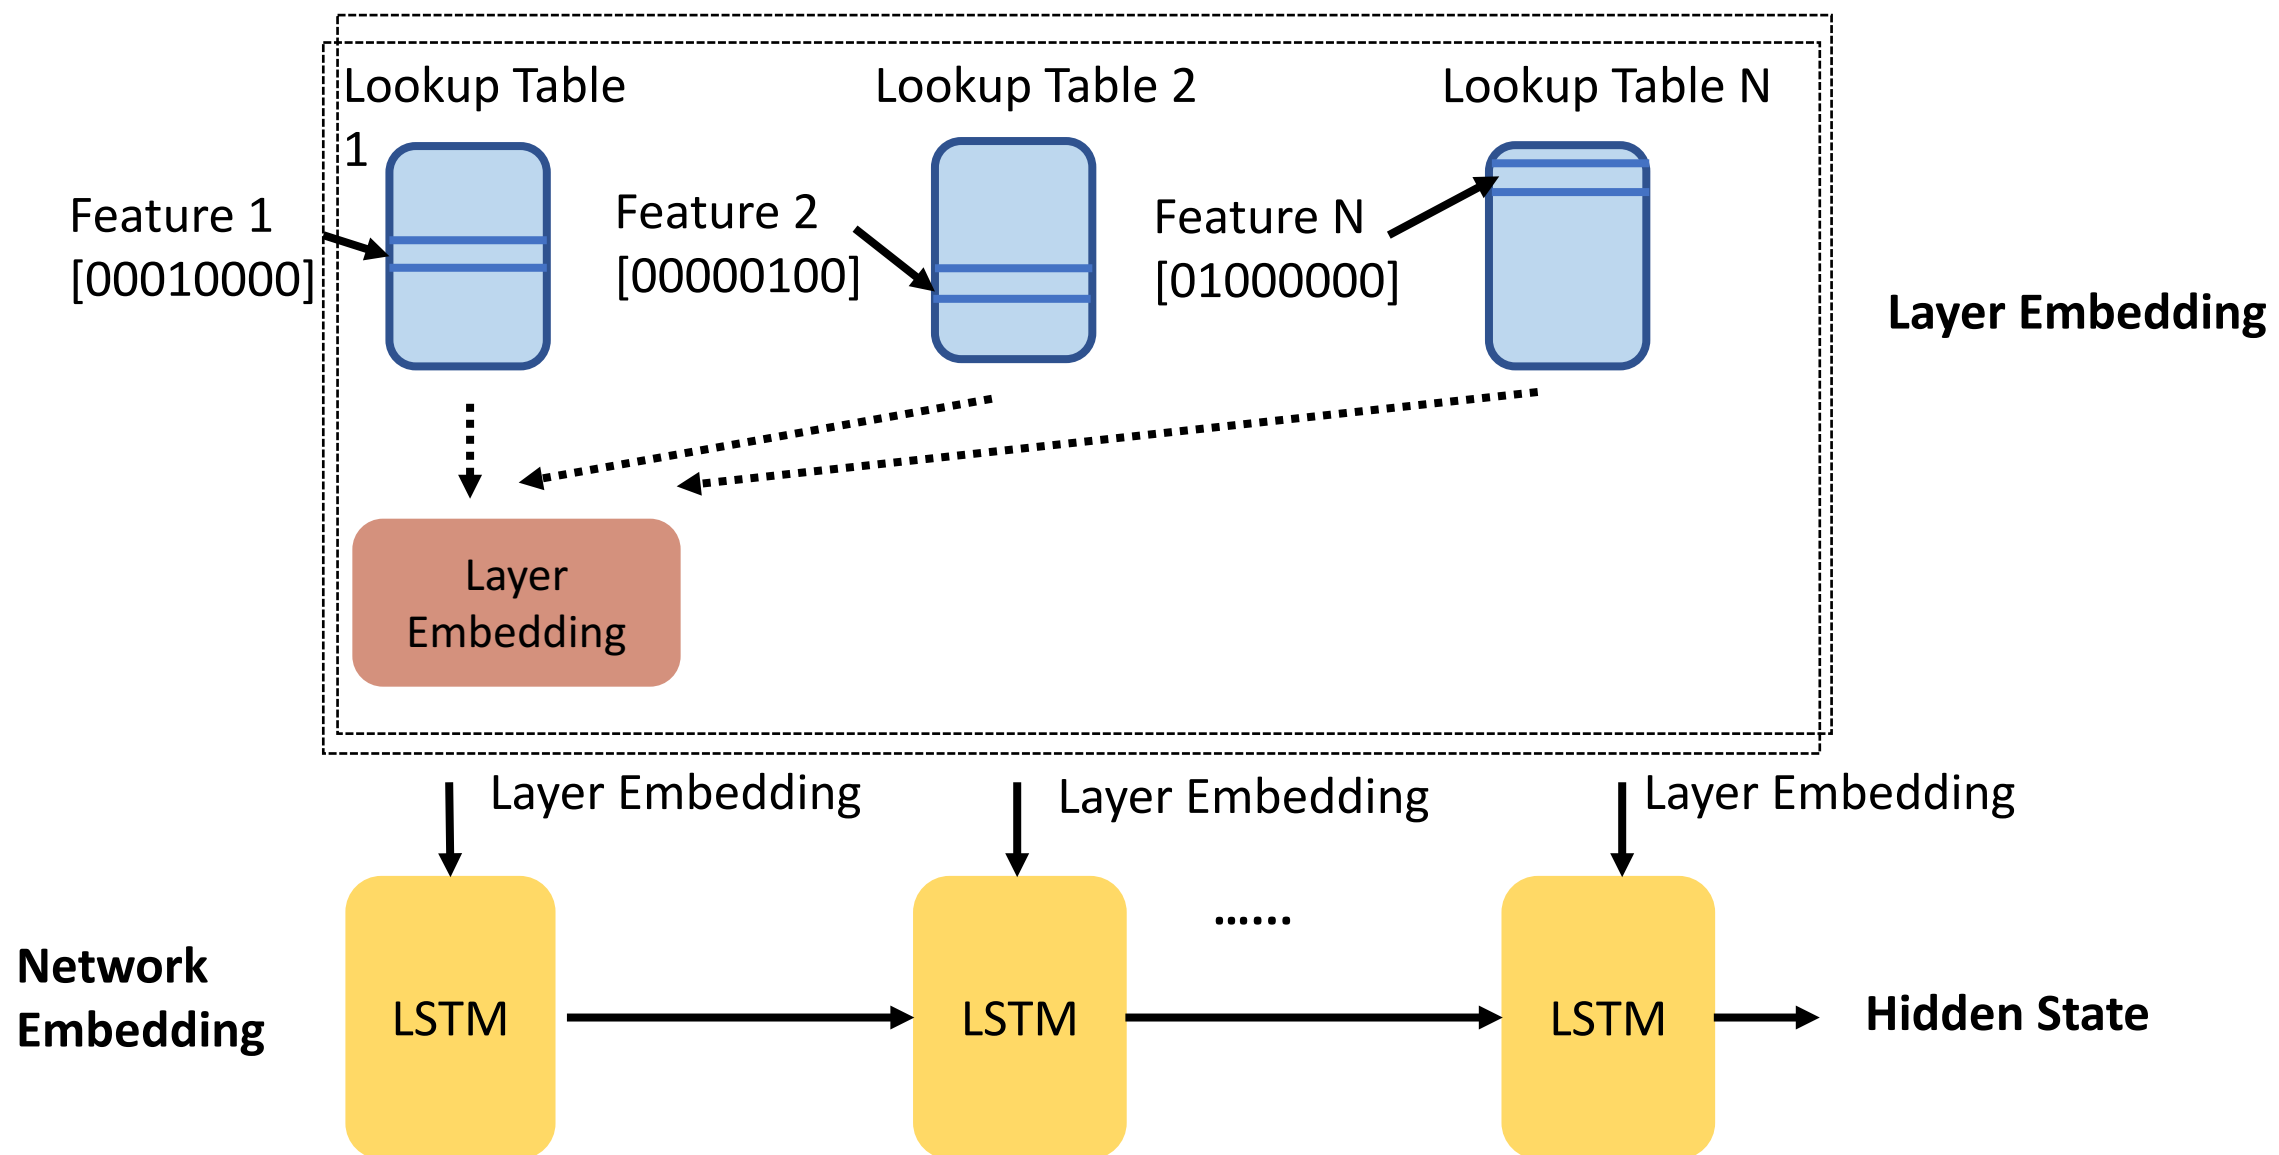 Lookup Table
1
Lookup Table 2
Lookup Table N
Feature 1
[00010000]
Feature 2
[00000100]
Feature N
[01000000]
Layer Embedding
Layer
Embedding
Layer Embedding
Layer Embedding
Layer Embedding
......
Network
Embedding
LSTM
LSTM
LSTM
Hidden State